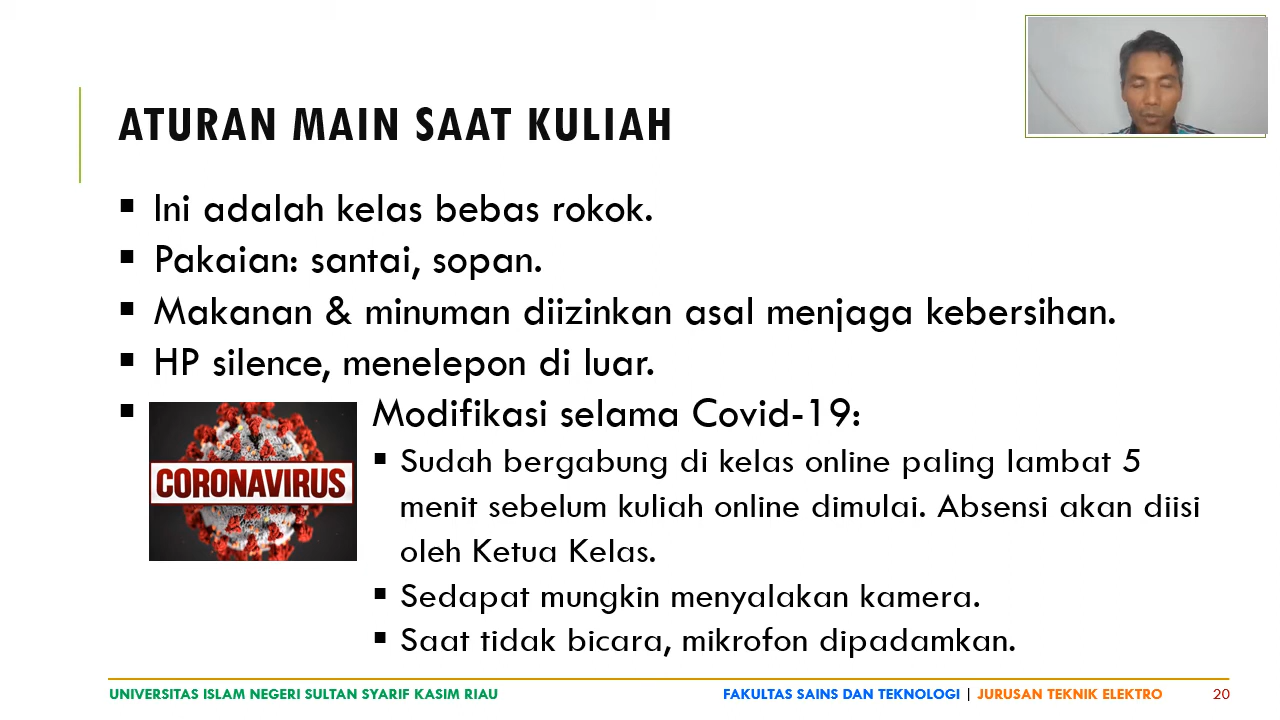 ATURAN MAIN SAAT KULIAH
▪ Ini adalah kelas bebas rokok.
▪ Pakaian: santai, sopan.
▪ Makanan & minuman diizinkan asal menjaga kebersihan.
▪ HP silence, menelepon di luar.
▪ Modifikasi selama Covid-19:
CORONAVIRUS
▪ Sudah bergabung di kelas online paling lambat 5
menit sebelum kuliah online dimulai. Absensi akan diisi
oleh Ketua Kelas.
▪ Sedapat mungkin menyalakan kamera.
▪ Saat tidak bicara, mikrofon dipadamkan.
UNIVERSITAS ISLAM NEGERI SULTAN SYARIF KASIM RIAU
FAKULTAS SAINS DAN TEKNOLOGI | JURUSAN TEKNIK ELEKTRO
20